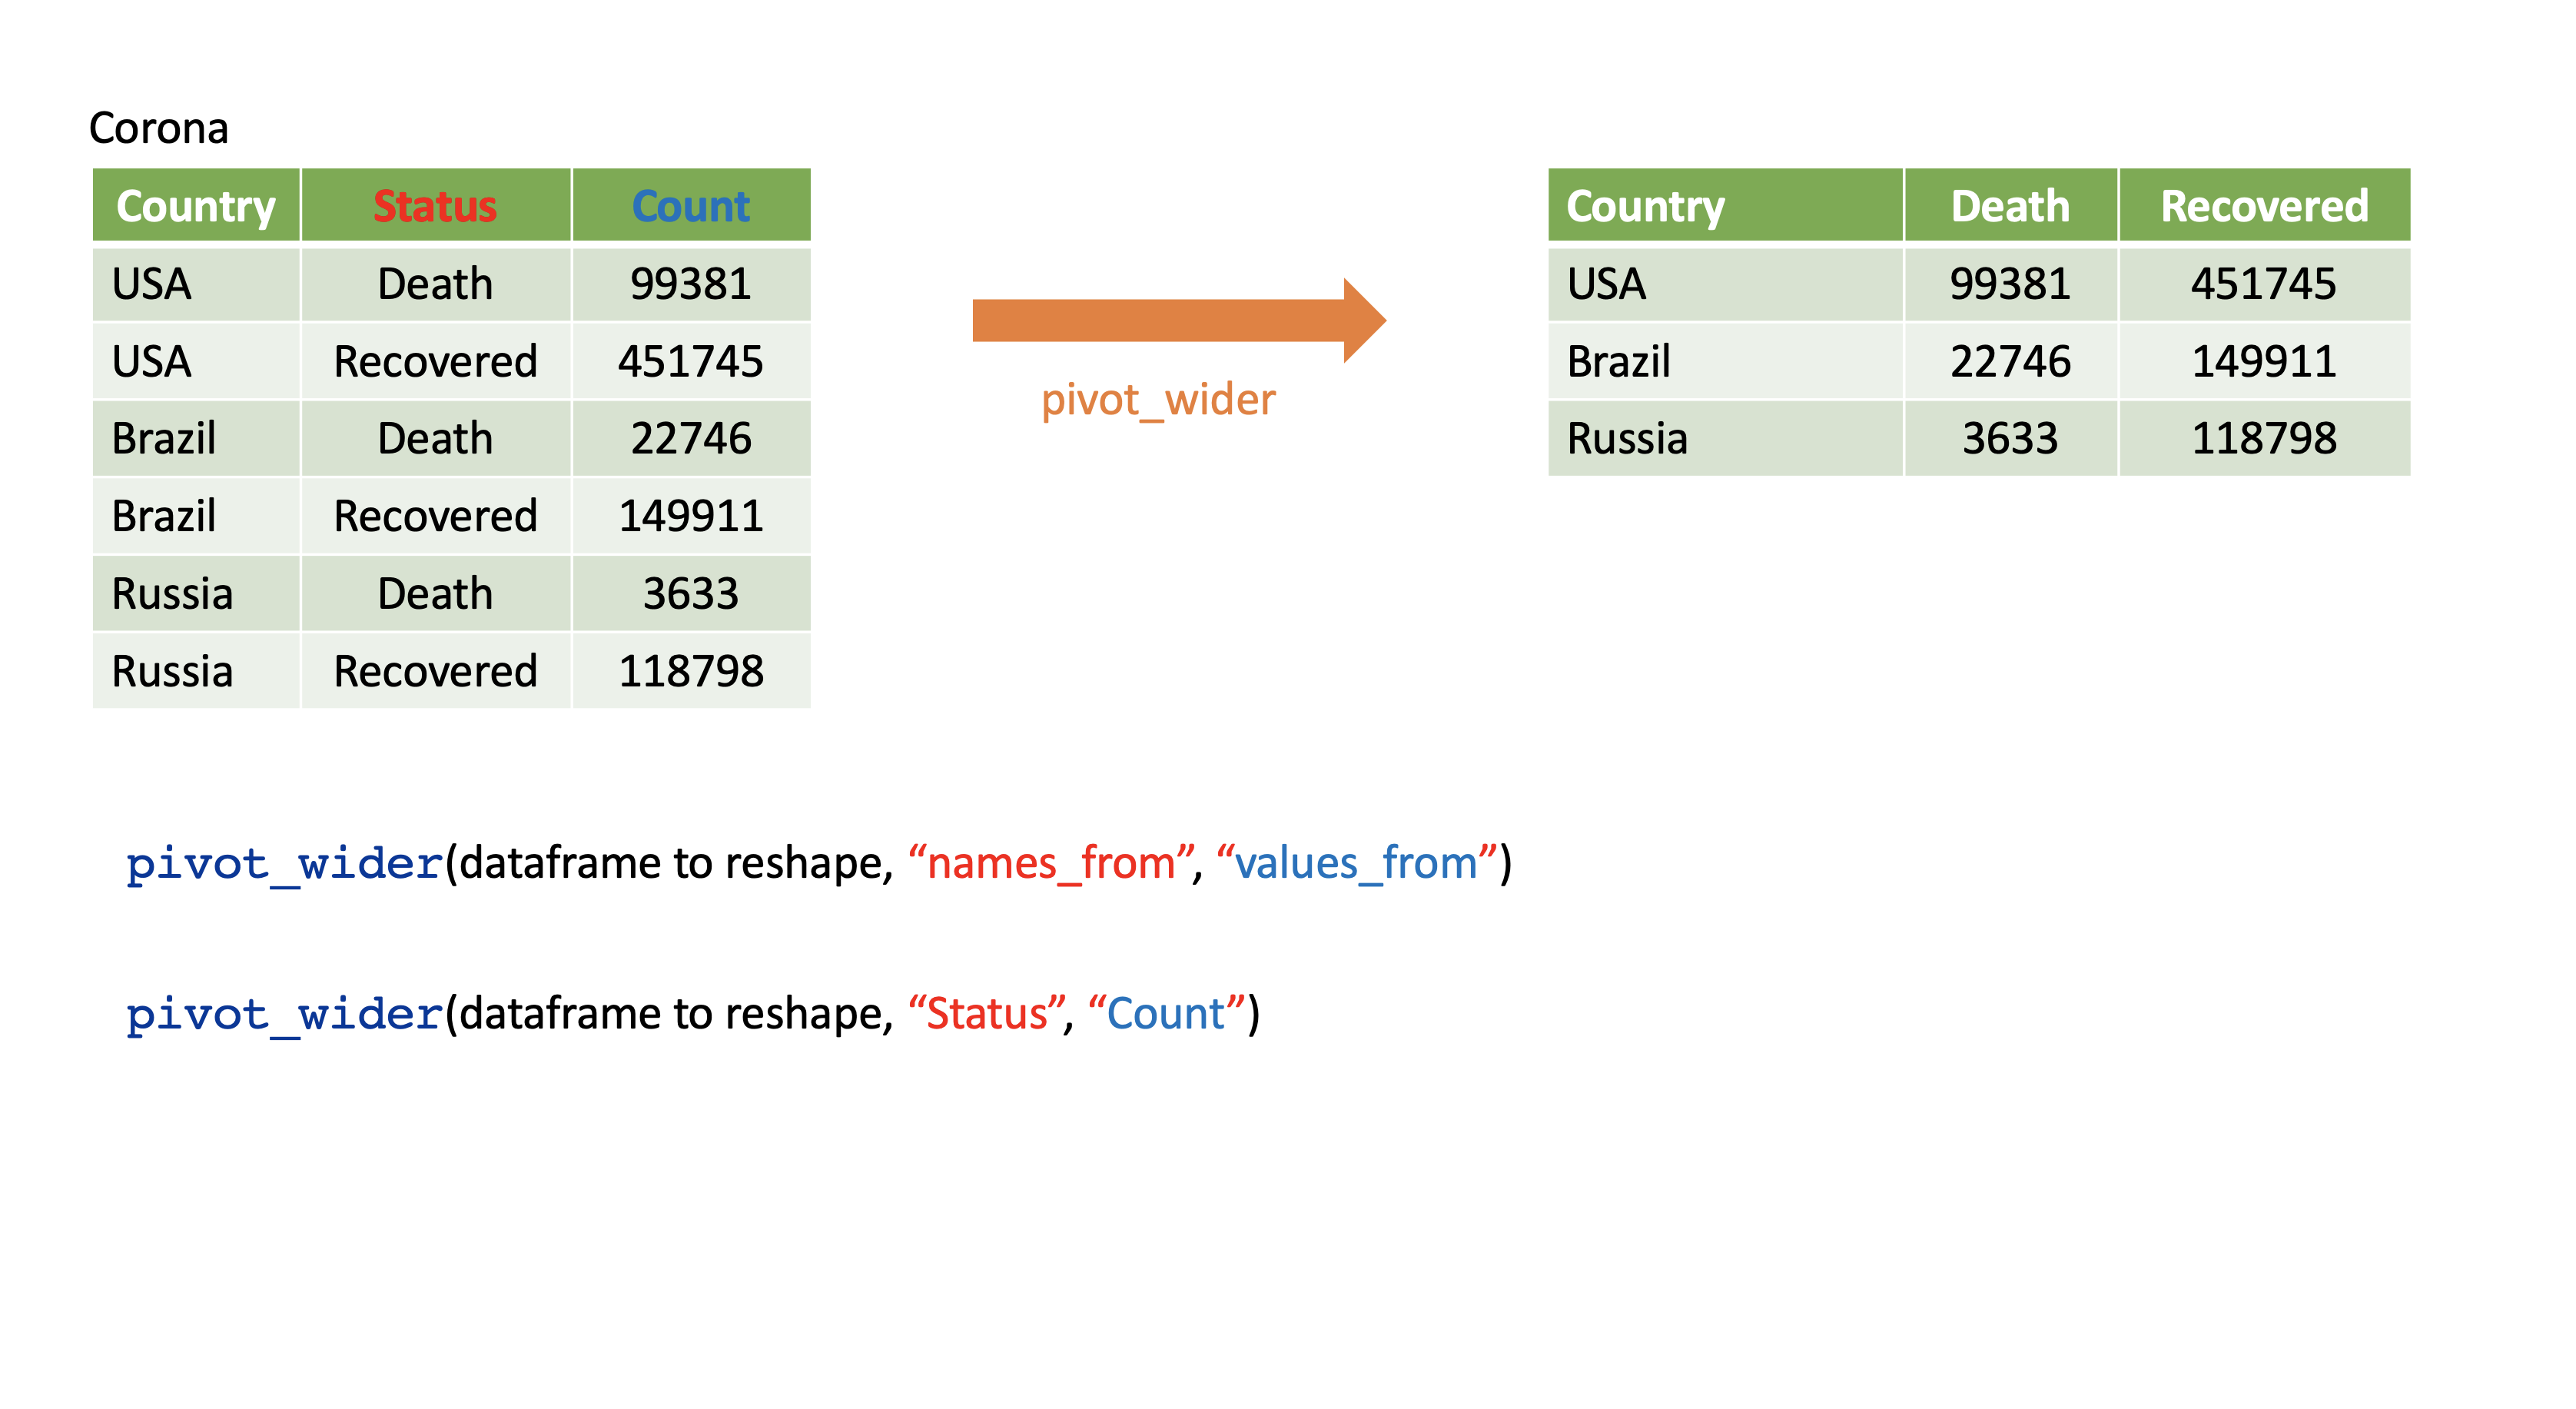 Corona
Country Status Count
USA Death 99381
USA Recovered 451745
Brazil Death 22746
Brazil Recovered 149911
Russia Death 3633
Russia Recovered 118798
pivot_wider
Country Death Recovered
USA 99381 451745
Brazil 22746 149911
Russia 3633 118798
pivot_wider(dataframe to reshape, “names_from”, “values_from”)
pivot_wider(dataframe to reshape, “Status”, “Count”)